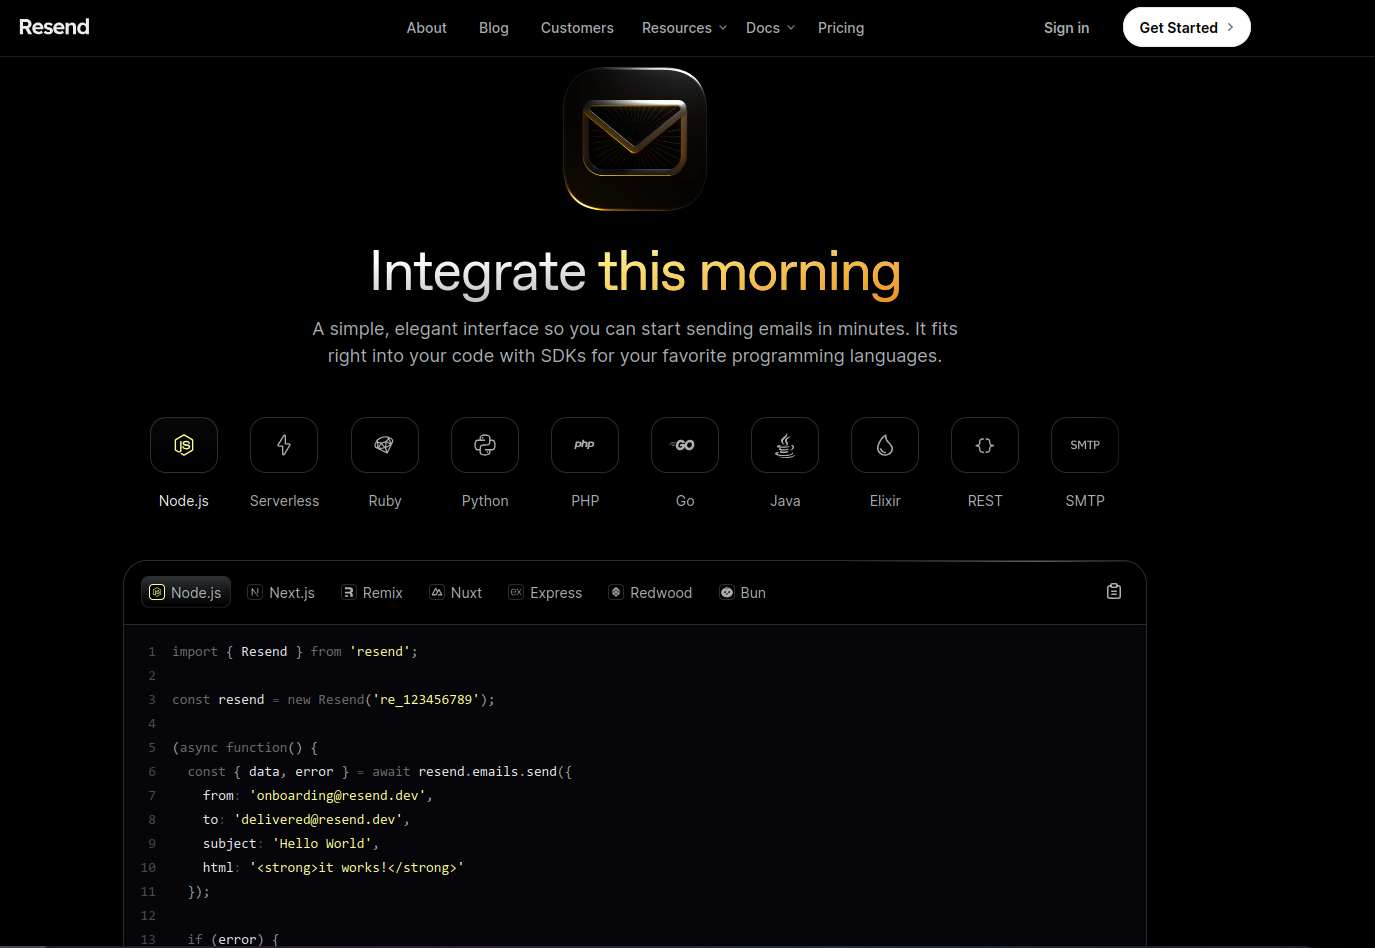 Resend
About Blog Customers Resources Docs Pricing
Sign in
Get Started
Integrate this morning
A simple, elegant interface so you can start sending emails in minutes. It fits
right into your code with SDKs for your favorite programming languages.
JS php GO SMTP
Node.js Serverless Ruby Python PHP Go Java Elixir REST SMTP
Node.js Next.js Remix Nuxt Express Redwood Bun
1 import { Resend } from 'resend';
2
3 const resend = new Resend('re_123456789');
4
5 (async function() {
6 const { data, error } = await resend.emails.send({
7 from: 'onboarding@resend.dev',
8 to: 'delivered@resend.dev',
9 subject: 'Hello World',
10 html: '<strong>it works!</strong>'
11 });
12
13 if (error) {